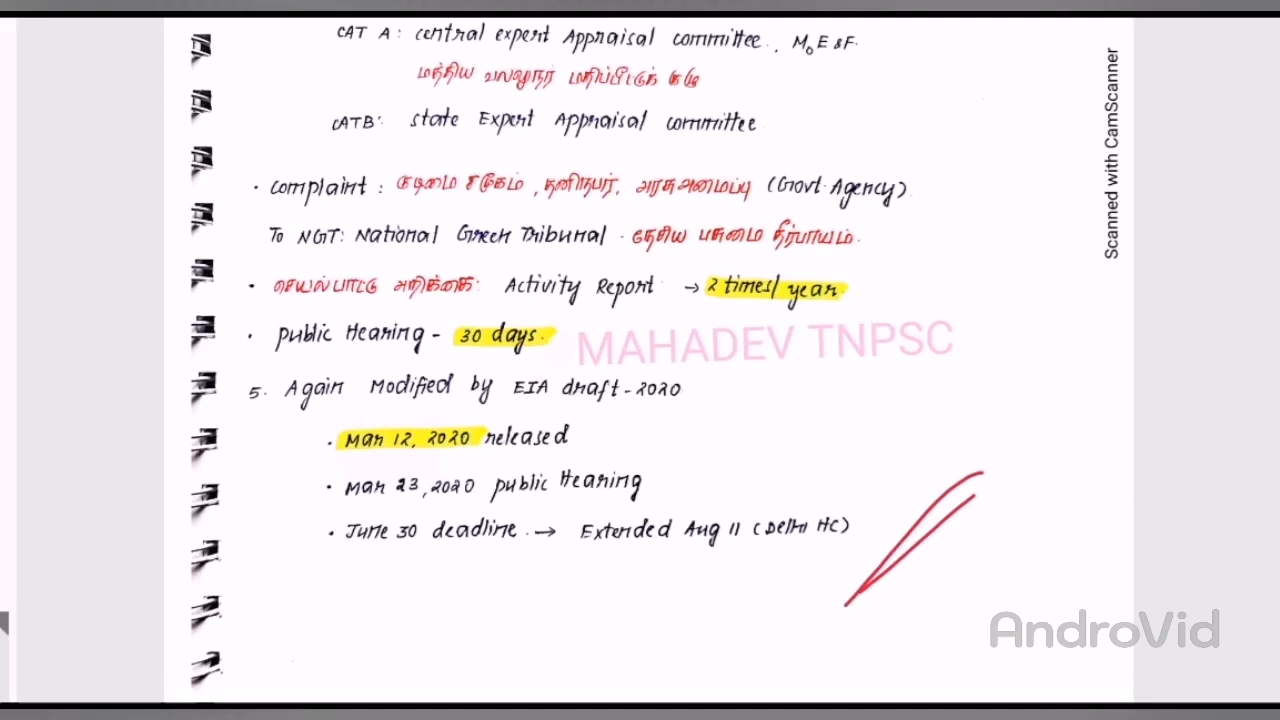 CAT A: Central Expert Appraisal Committee, MoE&F.
மத்திய வல்லுநர் மதிப்பீட்டுக் குழு
CAT B: State Expert Appraisal Committee
• Complaint: குடிமை சமூகம், தனிநபர், அரசு அமைப்பு (Govt. Agency).
To NGT: National Green Tribunal - தேசிய பசுமை தீர்பாயம்.
• செயல்பாட்டு அறிக்கை: Activity Report → 2 times/year.
• Public Hearing - 30 days.
MAHADEV TNPSC
5. Again Modified by EIA draft-2020
• Mar 12, 2020 released
• Mar 23, 2020 public Hearing
• June 30 deadline → Extended Aug 11 (Delhi HC)
Scanned with CamScanner
AndroVid